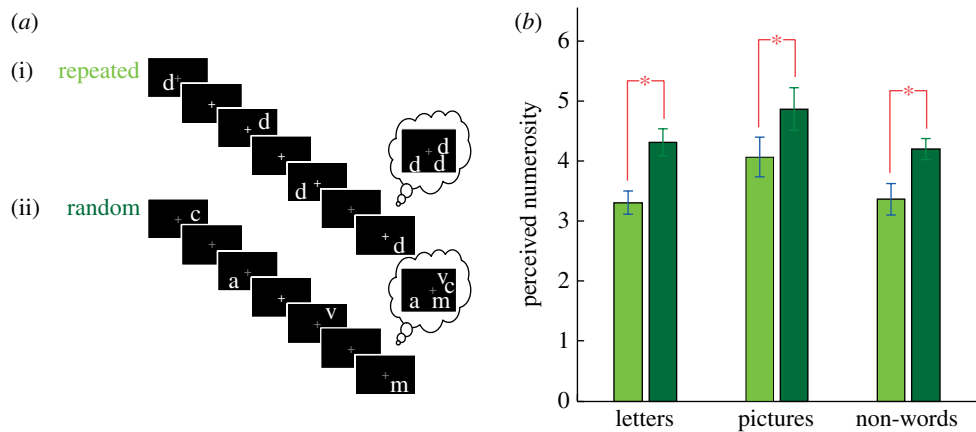 (a)
(i) repeated
d
d
d
d
d
d
d d
(ii) random
c
a
v
m
v
c
a m
(b)
perceived numerosity
6
5
4
3
2
1
0
*
*
*
letters pictures non-words